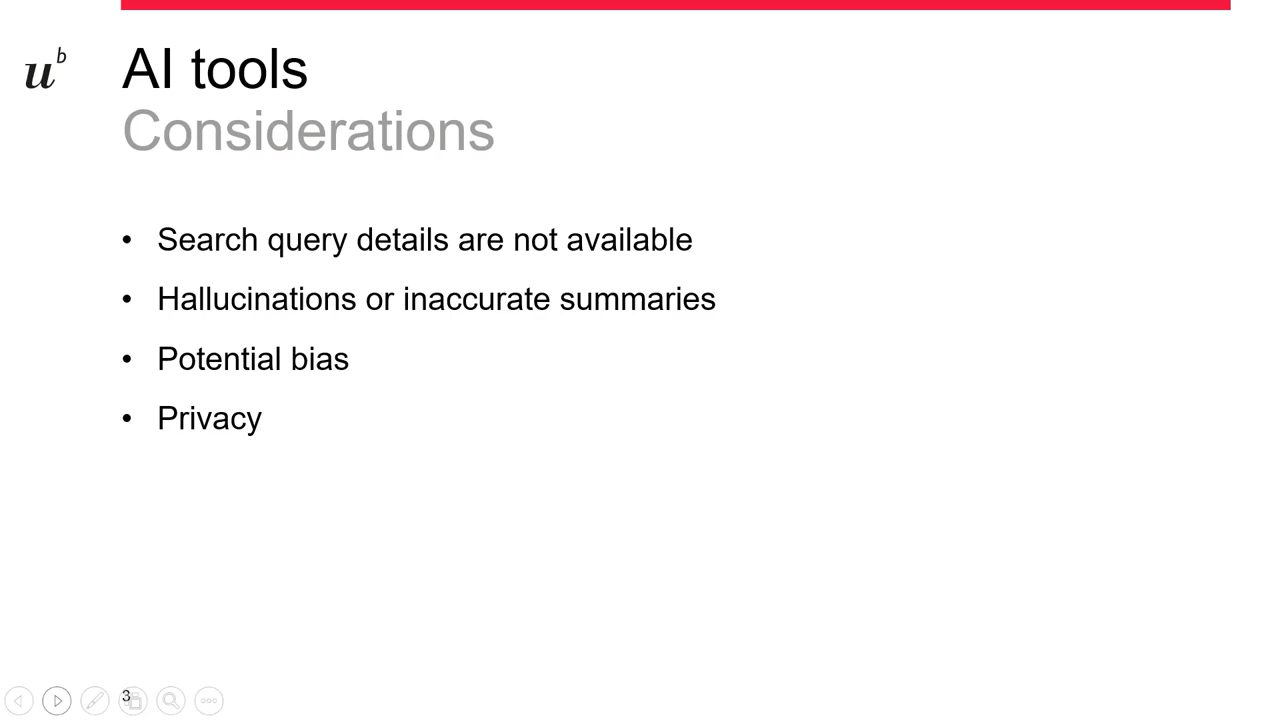 u b
AI tools
Considerations
• Search query details are not available
• Hallucinations or inaccurate summaries
• Potential bias
• Privacy
3